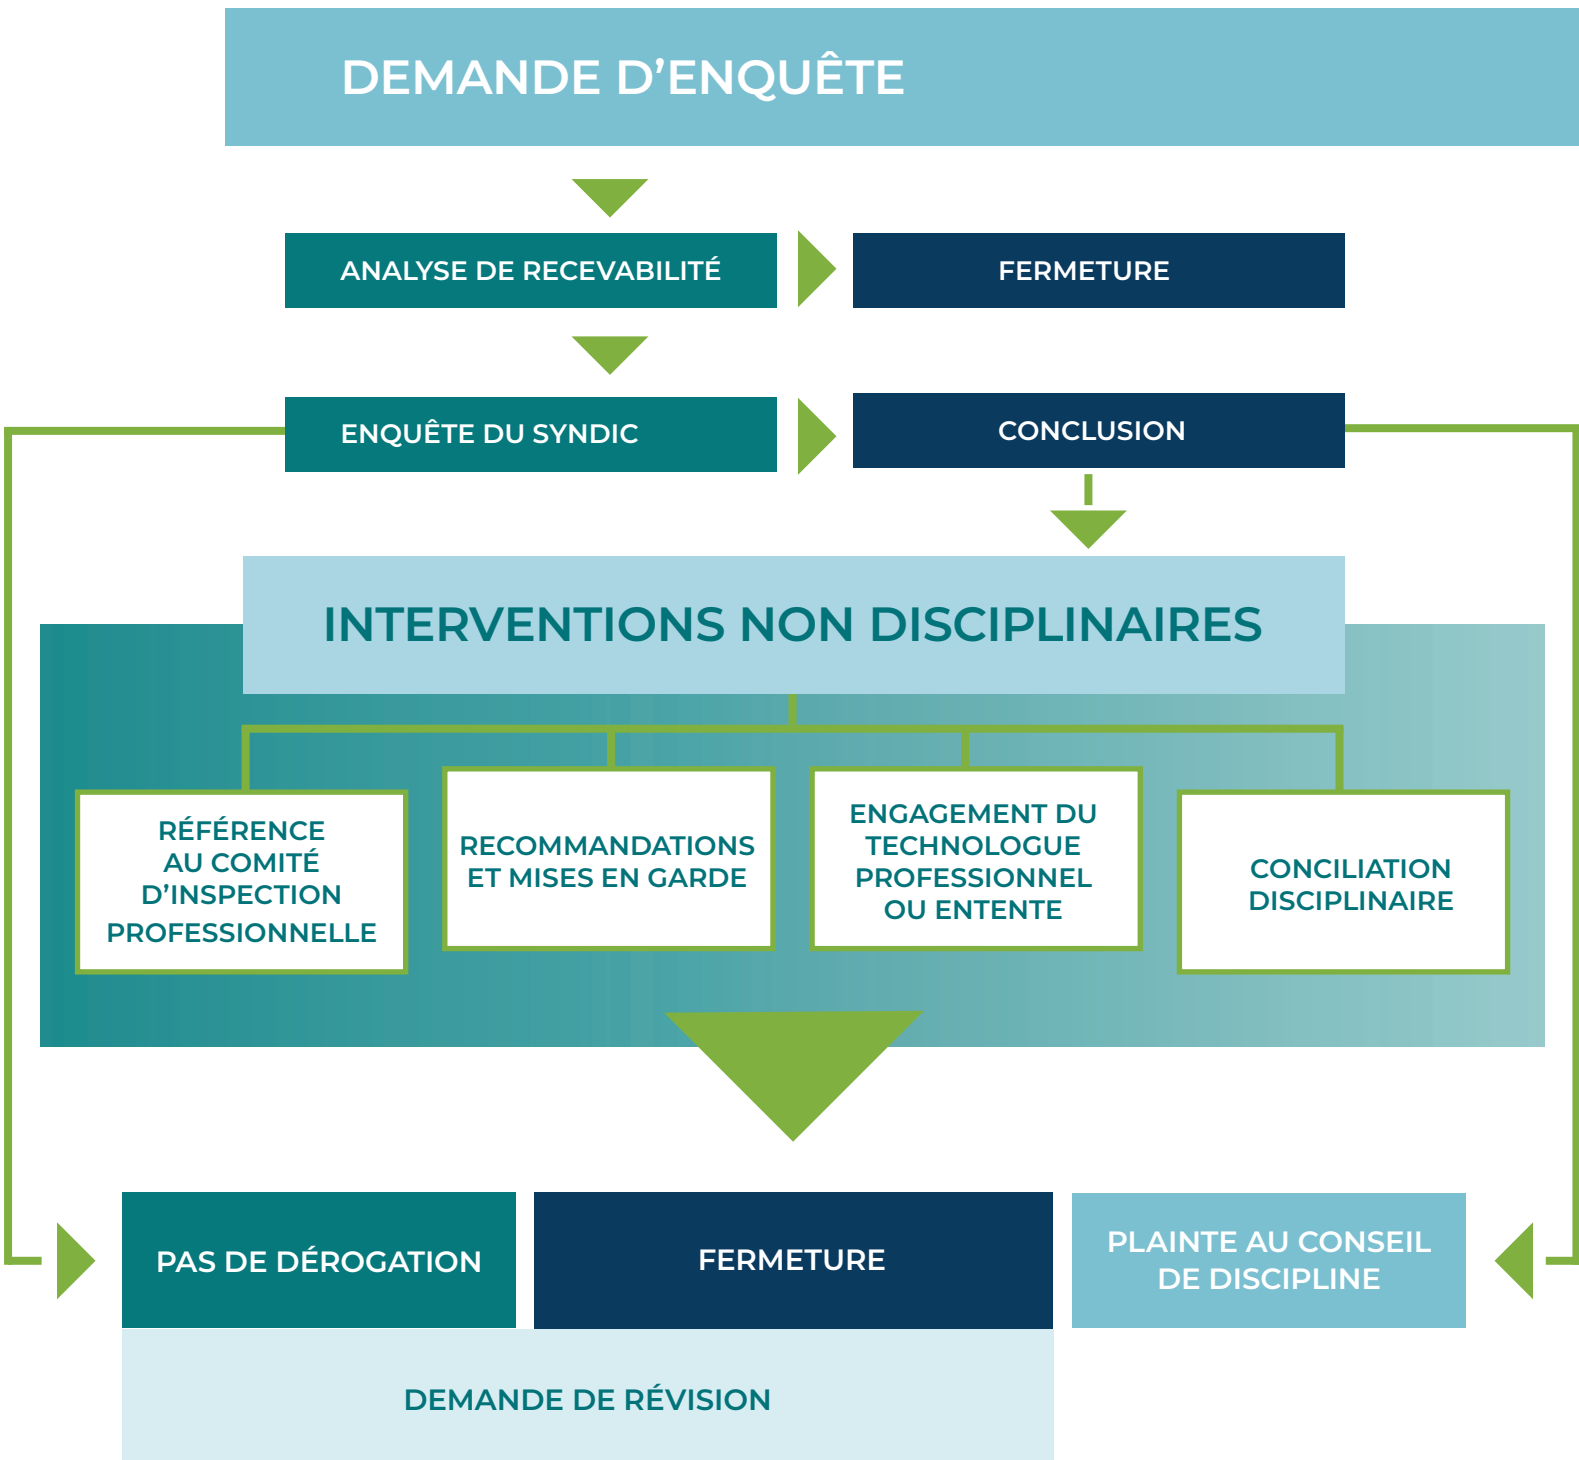 DEMANDE D’ENQUÊTE
ANALYSE DE RECEVABILITÉ
FERMETURE
ENQUÊTE DU SYNDIC
CONCLUSION
INTERVENTIONS NON DISCIPLINAIRES
RÉFÉRENCE
AU COMITÉ
D’INSPECTION
PROFESSIONNELLE
RECOMMANDATIONS
ET MISES EN GARDE
ENGAGEMENT DU
TECHNOLOGUE
PROFESSIONNEL
OU ENTENTE
CONCILIATION
DISCIPLINAIRE
PAS DE DÉROGATION
FERMETURE
PLAINTE AU CONSEIL
DE DISCIPLINE
DEMANDE DE RÉVISION